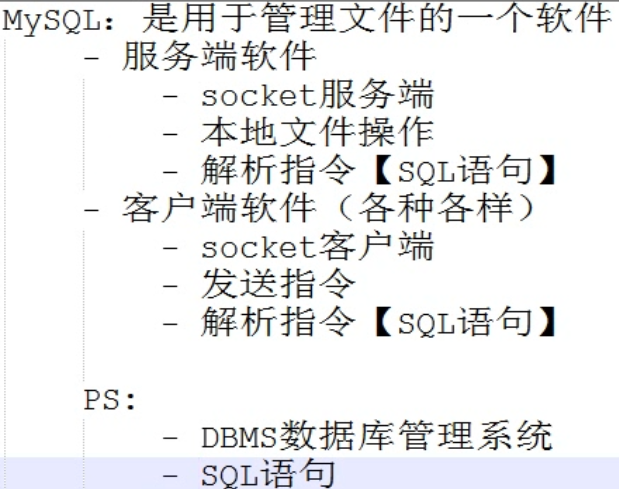 MySQL：是用于管理文件的一个软件
- 服务端软件
- socket服务端
- 本地文件操作
- 解析指令【SQL语句】
- 客户端软件（各种各样）
- socket客户端
- 发送指令
- 解析指令【SQL语句】
PS:
- DBMS数据库管理系统
- SQL语句